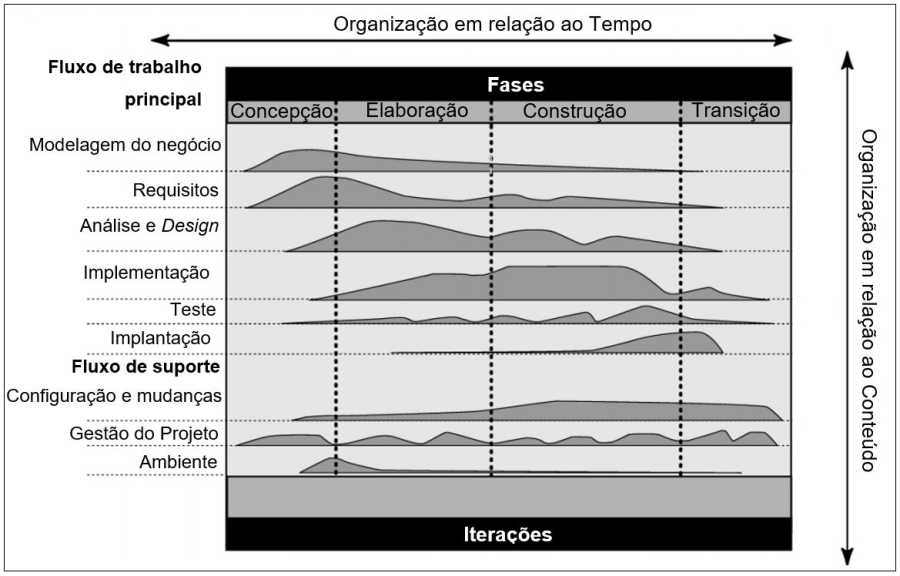 Organização em relação ao Tempo
Fluxo de trabalho
principal
Fases
Concepção
Elaboração
Construção
Transição
Modelagem do negócio
Requisitos
Análise e Design
Implementação
Teste
Implantação
Fluxo de suporte
Configuração e mudanças
Gestão do Projeto
Ambiente
Iterações
Organização em relação ao Conteúdo